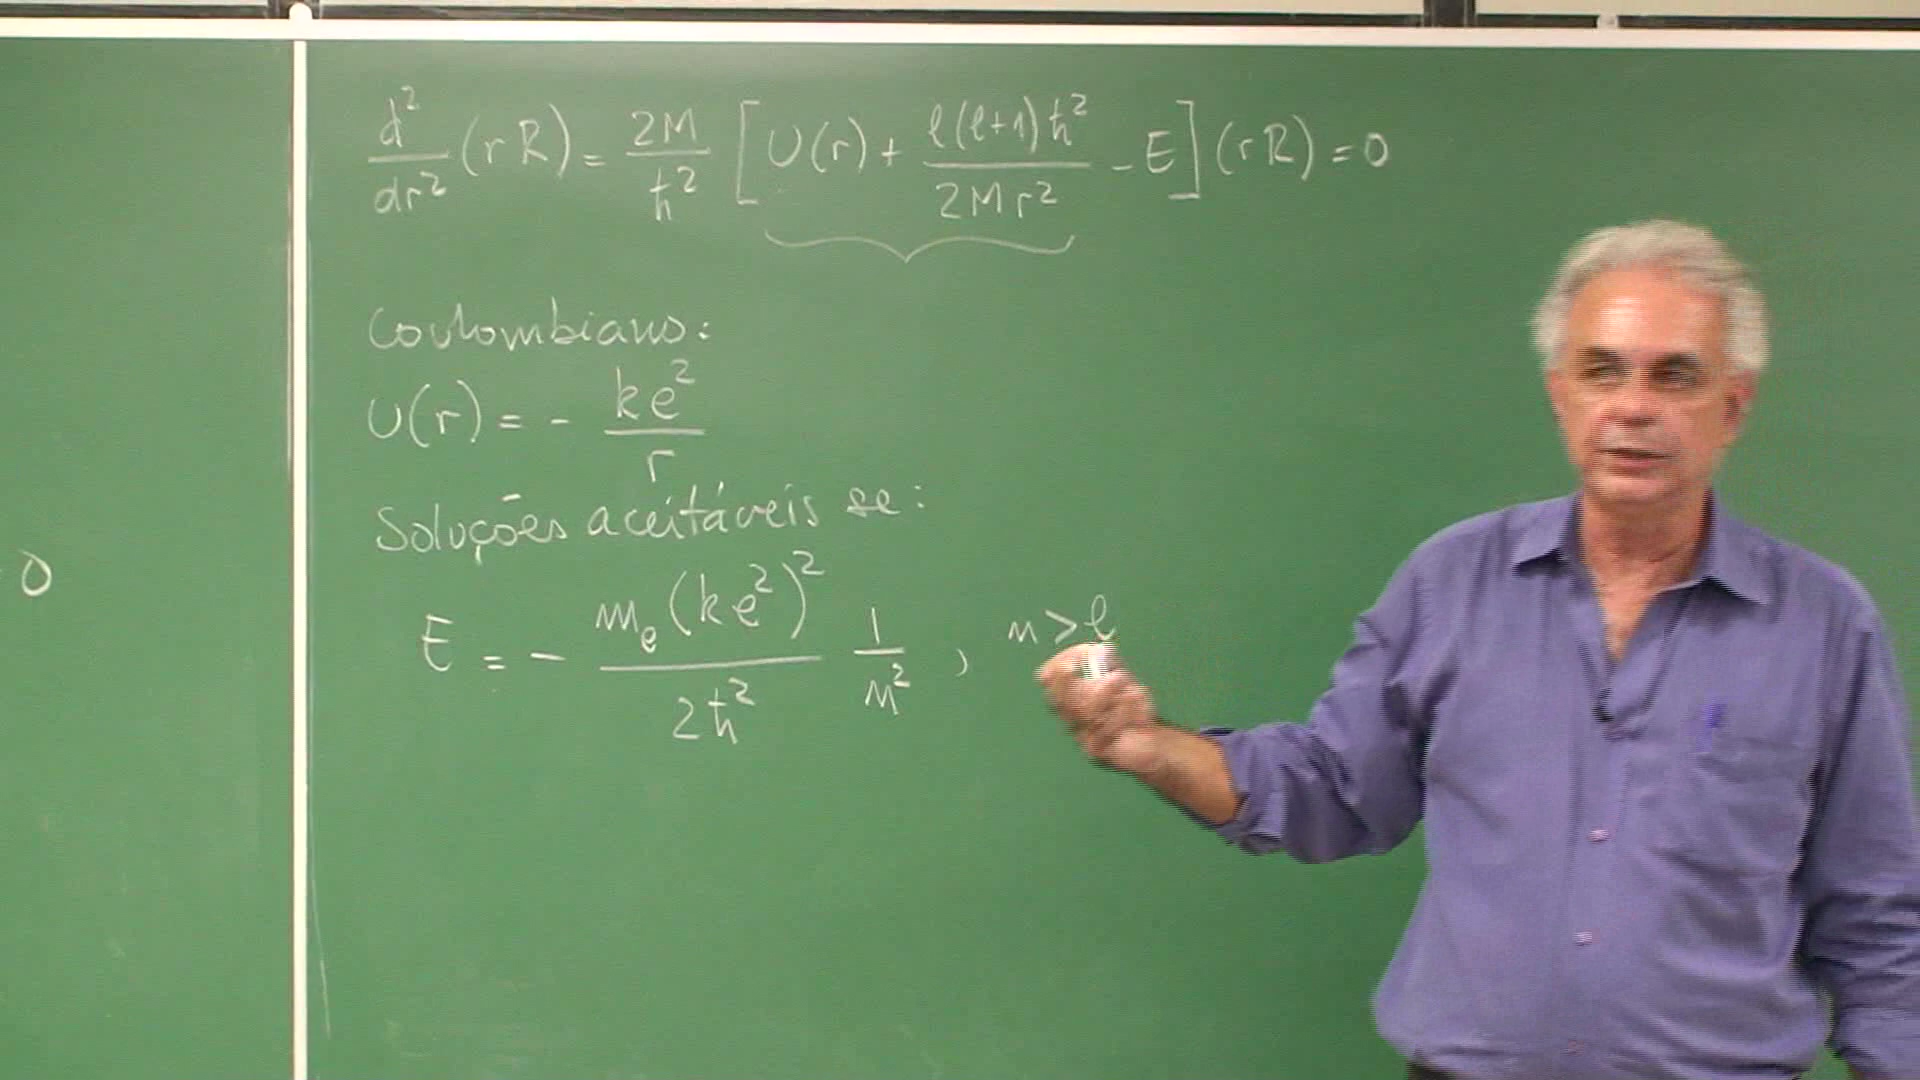 0
d²/dr² (rR) = 2M/ħ² [U(r) + ℓ(ℓ+1)ħ²/2Mr² - E] (rR) = 0
Coulombiano:
U(r) = - ke²/r
Soluções aceitáveis se:
E = - mₑ(ke²)²/2ħ² 1/n² , n > ℓ